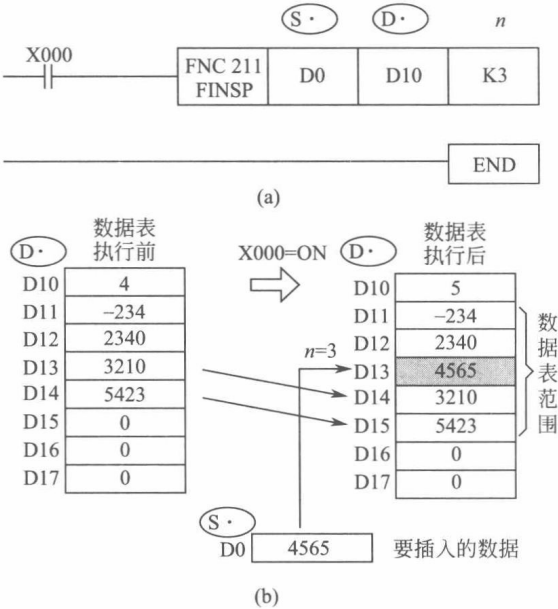 S· D· n
X000
FNC 211 D0 D10 K3
FINSP
END
(a)
数据表 数据表
D· 执行前 X000=ON D· 执行后
D10 4 D10 5
D11 −234 D11 −234
D12 2340 D12 2340
D13 3210 n=3 D13 4565
D14 5423 D14 3210
D15 0 D15 5423
D16 0 D16 0
D17 0 D17 0
数据表范围
S·
D0 4565 要插入的数据
(b)